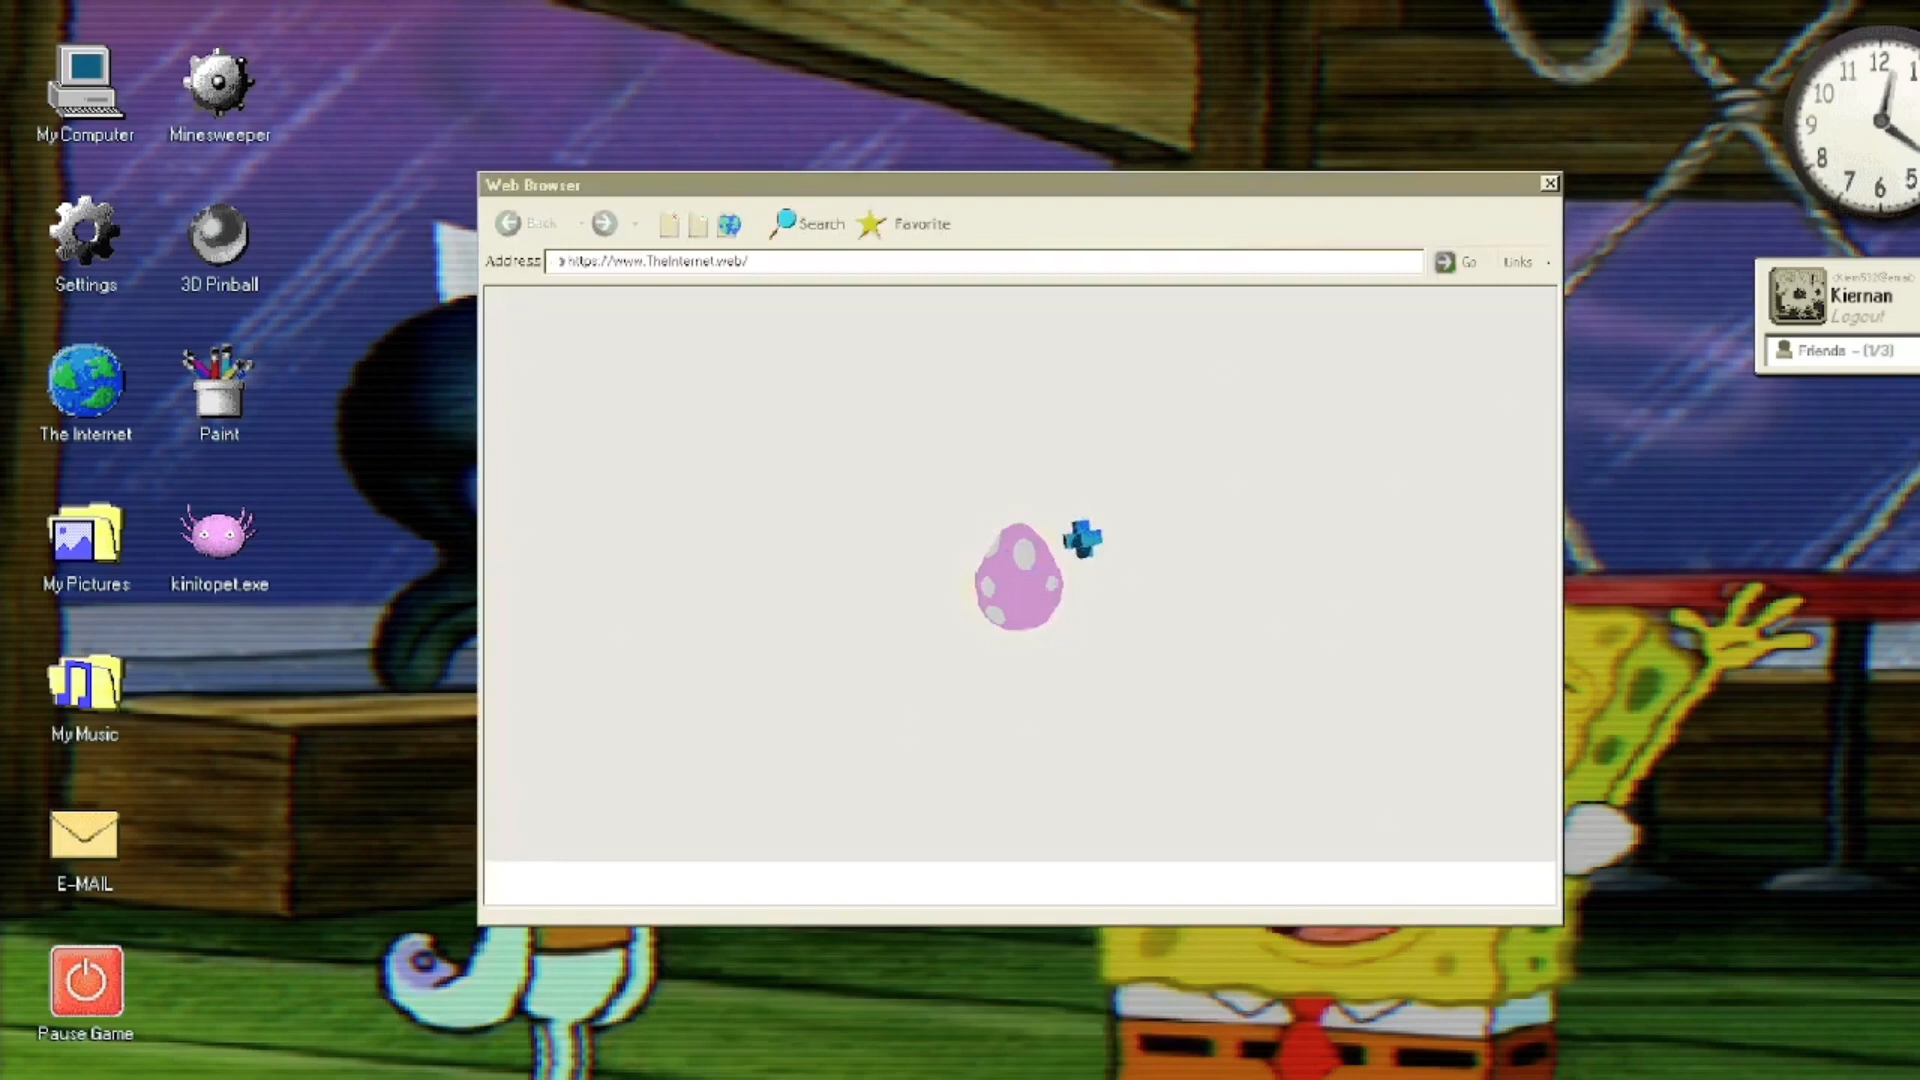 My Computer
Minesweeper
Settings
3D Pinball
The Internet
Paint
My Pictures
kinitopet.exe
My Music
E-MAIL
Pause Game
Web Browser
Back
Search
Favorite
Address
https://www.TheInternet.web/
Go
Links
12
11
10
9
8
7
6
5
1
Kiernan
Logout
Friends - (1/3)